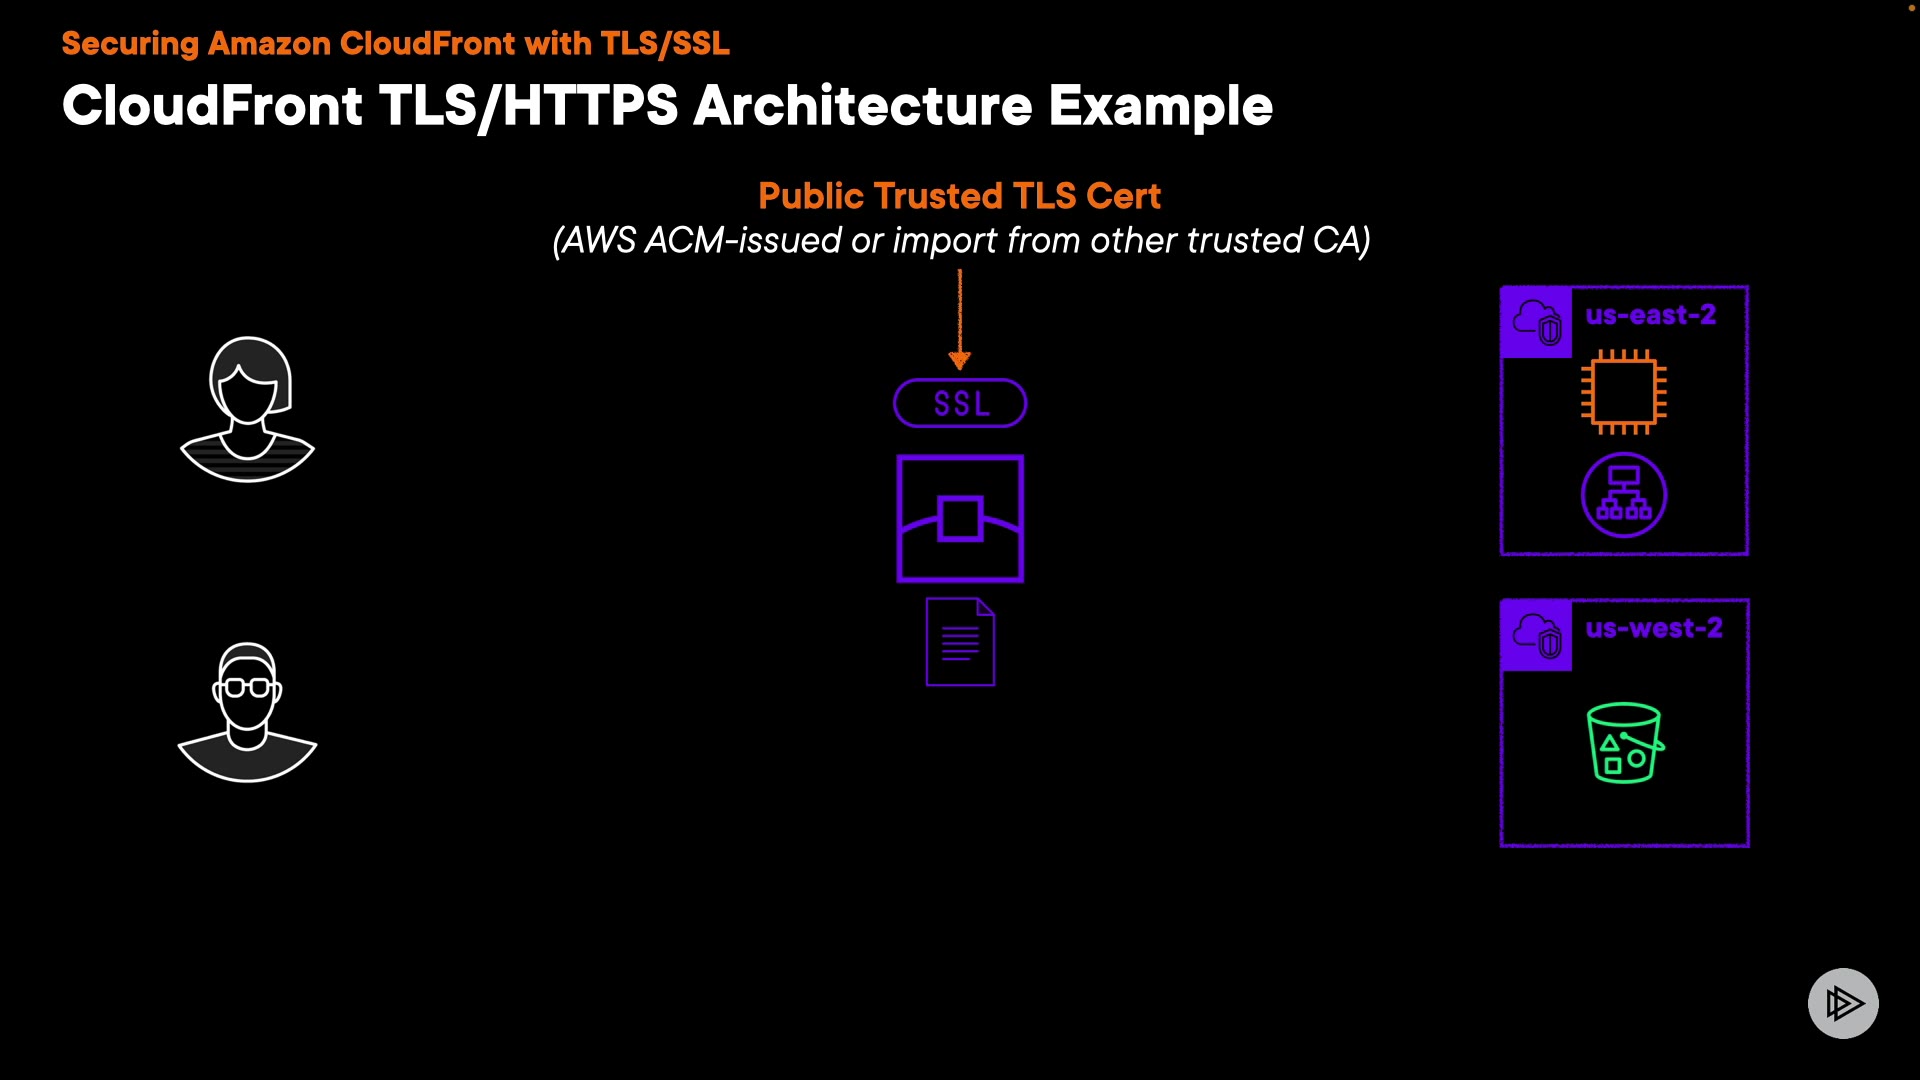 Securing Amazon CloudFront with TLS/SSL
CloudFront TLS/HTTPS Architecture Example
Public Trusted TLS Cert
(AWS ACM-issued or import from other trusted CA)
SSL
us-east-2
us-west-2